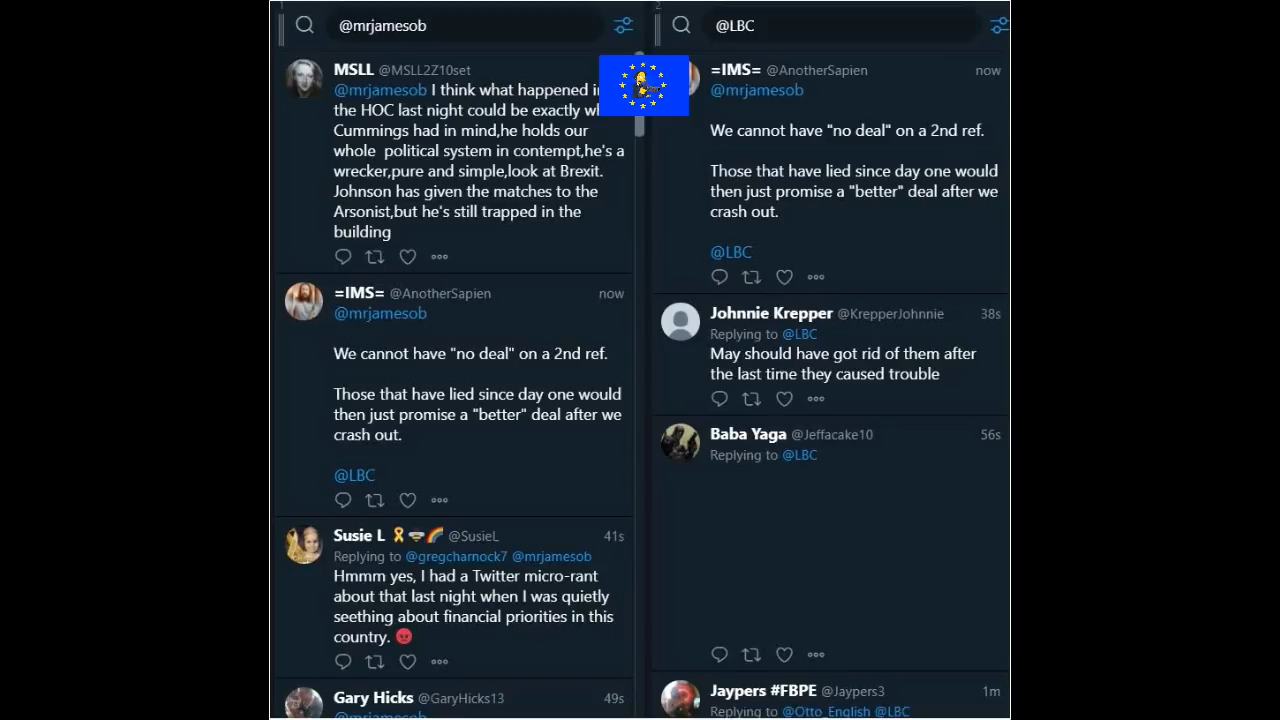 1
@mrjamesob
MSLL @MSLL2Z10set
@mrjamesob I think what happened
the HOC last night could be exactly
Cummings had in mind,he holds our
whole political system in contempt,he's a
wrecker,pure and simple,look at Brexit.
Johnson has given the matches to the
Arsonist,but he's still trapped in the
building
=IMS= @AnotherSapien now
@mrjamesob
We cannot have "no deal" on a 2nd ref.
Those that have lied since day one would
then just promise a "better" deal after we
crash out.
@LBC
Susie L 🎗️🐝🌈 @SusieL 41s
Replying to @gregcharnock7 @mrjamesob
Hmmm yes, I had a Twitter micro-rant
about that last night when I was quietly
seething about financial priorities in this
country. 😡
Gary Hicks @GaryHicks13 49s
@mrjamesob
2
@LBC
=IMS= @AnotherSapien now
@mrjamesob
We cannot have "no deal" on a 2nd ref.
Those that have lied since day one would
then just promise a "better" deal after we
crash out.
@LBC
Johnnie Krepper @KrepperJohnnie 38s
Replying to @LBC
May should have got rid of them after
the last time they caused trouble
Baba Yaga @Jeffacake10 56s
Replying to @LBC
Jaypers #FBPE @Jaypers3 1m
Replying to @Otto_English @LBC